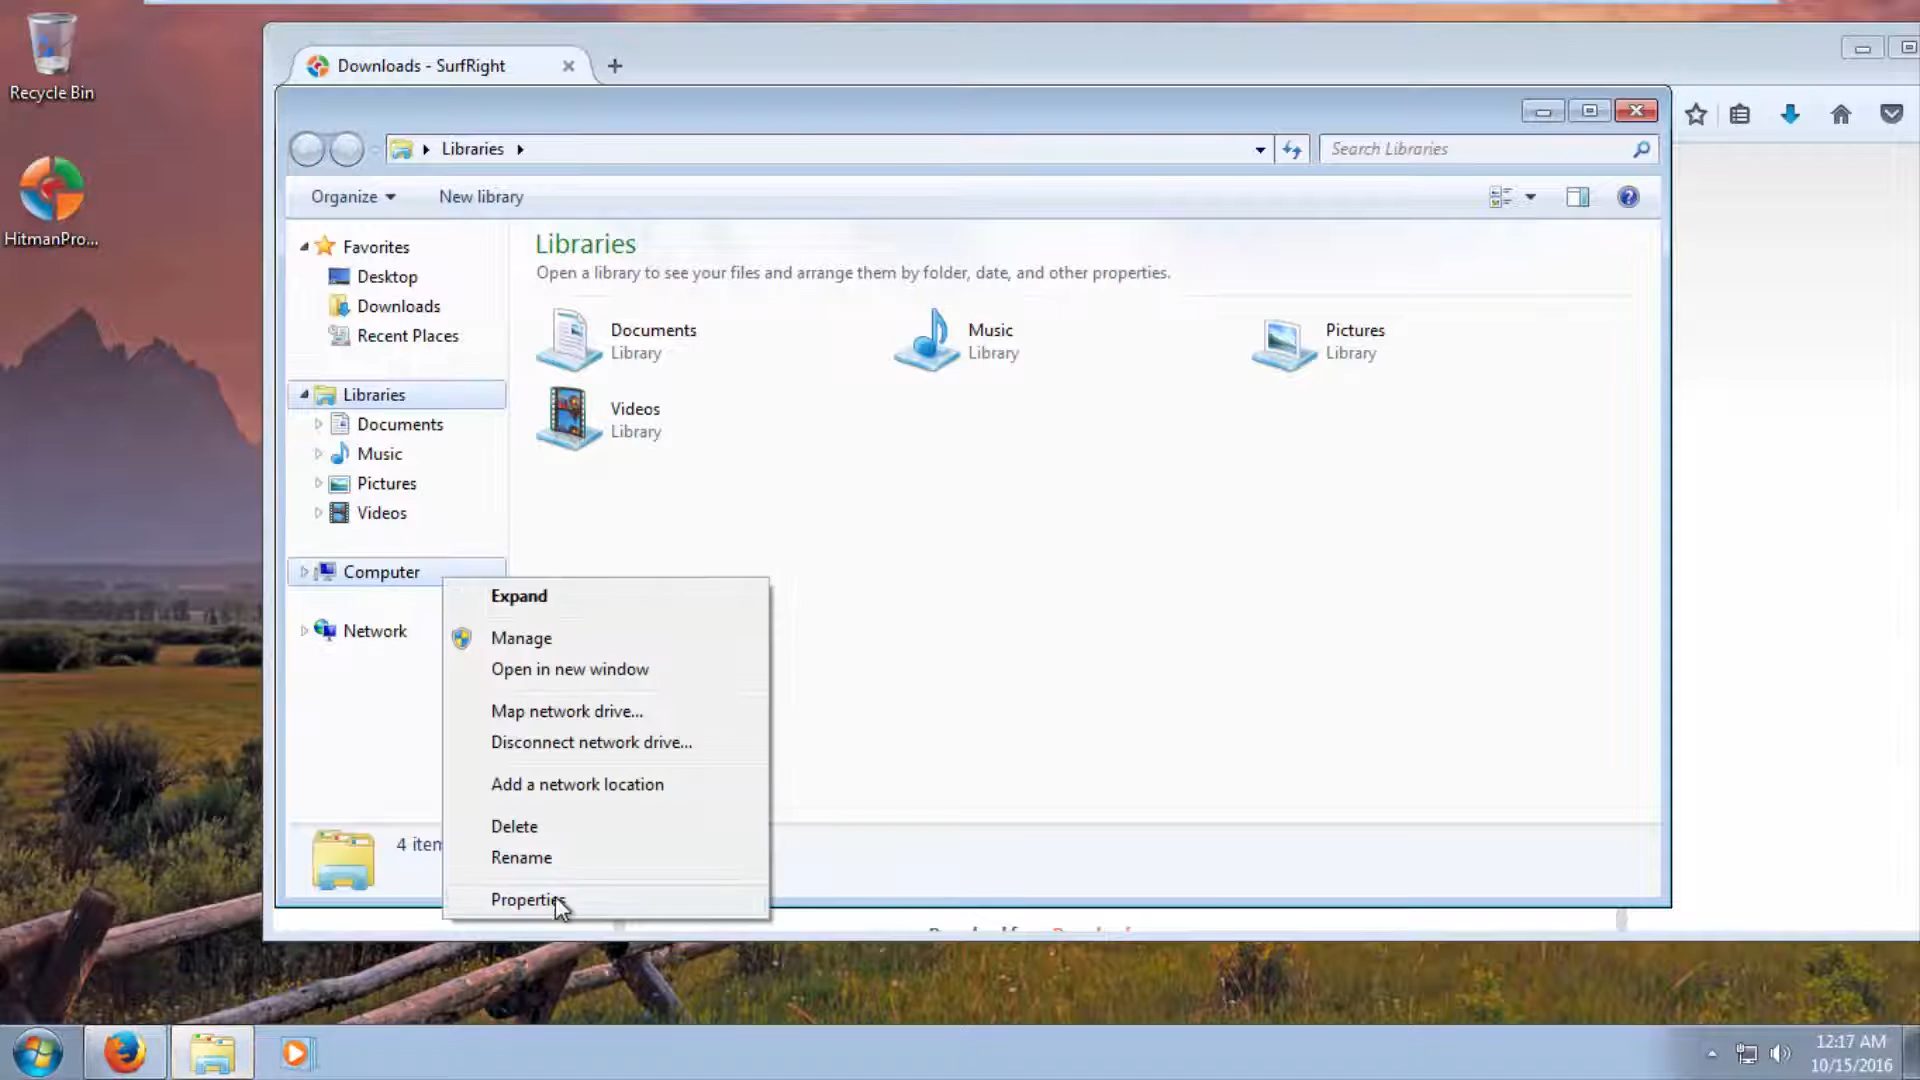 Recycle Bin
HitmanPro...
Downloads - SurfRight
Libraries
Search Libraries
Organize
New library
Favorites
Desktop
Downloads
Recent Places
Libraries
Documents
Music
Pictures
Videos
Computer
Network
Libraries
Open a library to see your files and arrange them by folder, date, and other properties.
Documents
Library
Music
Library
Pictures
Library
Videos
Library
Expand
Manage
Open in new window
Map network drive...
Disconnect network drive...
Add a network location
Delete
Rename
Properties
4
12:17 AM
10/15/2016